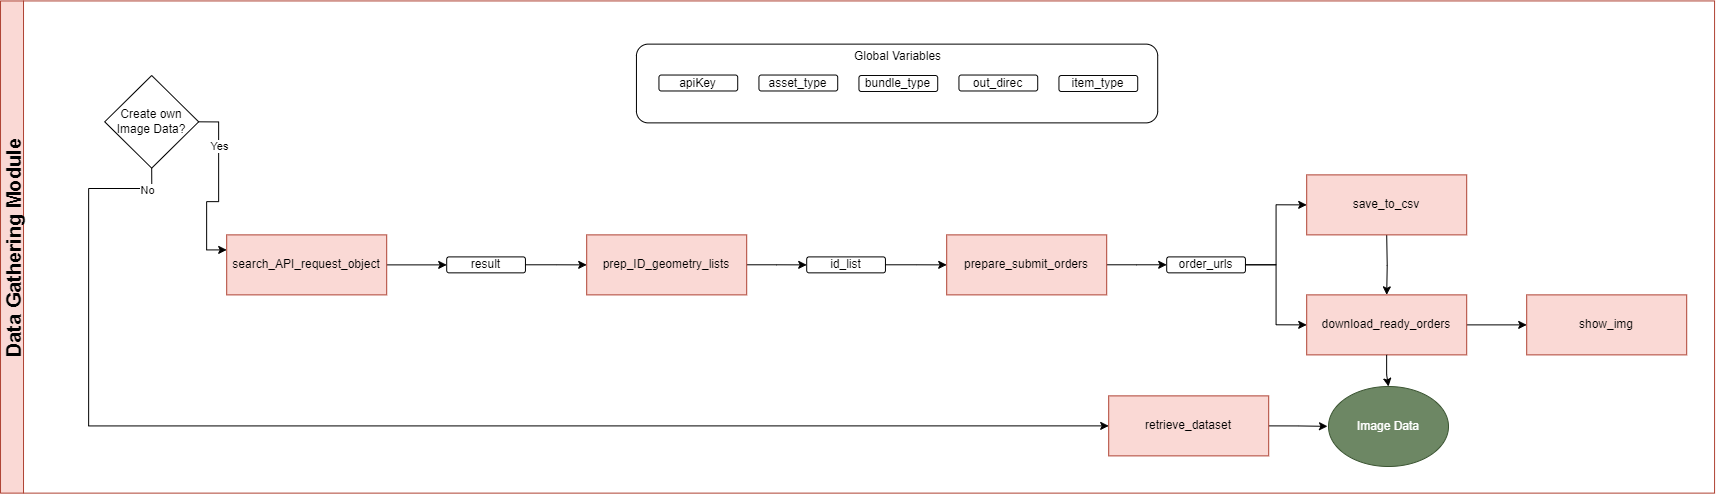 Data Gathering Module
Global Variables
apiKey
asset_type
bundle_type
out_direc
item_type
Create own
Image Data?
Yes
No
search_API_request_object
result
prep_ID_geometry_lists
id_list
prepare_submit_orders
order_urls
save_to_csv
download_ready_orders
show_img
retrieve_dataset
Image Data